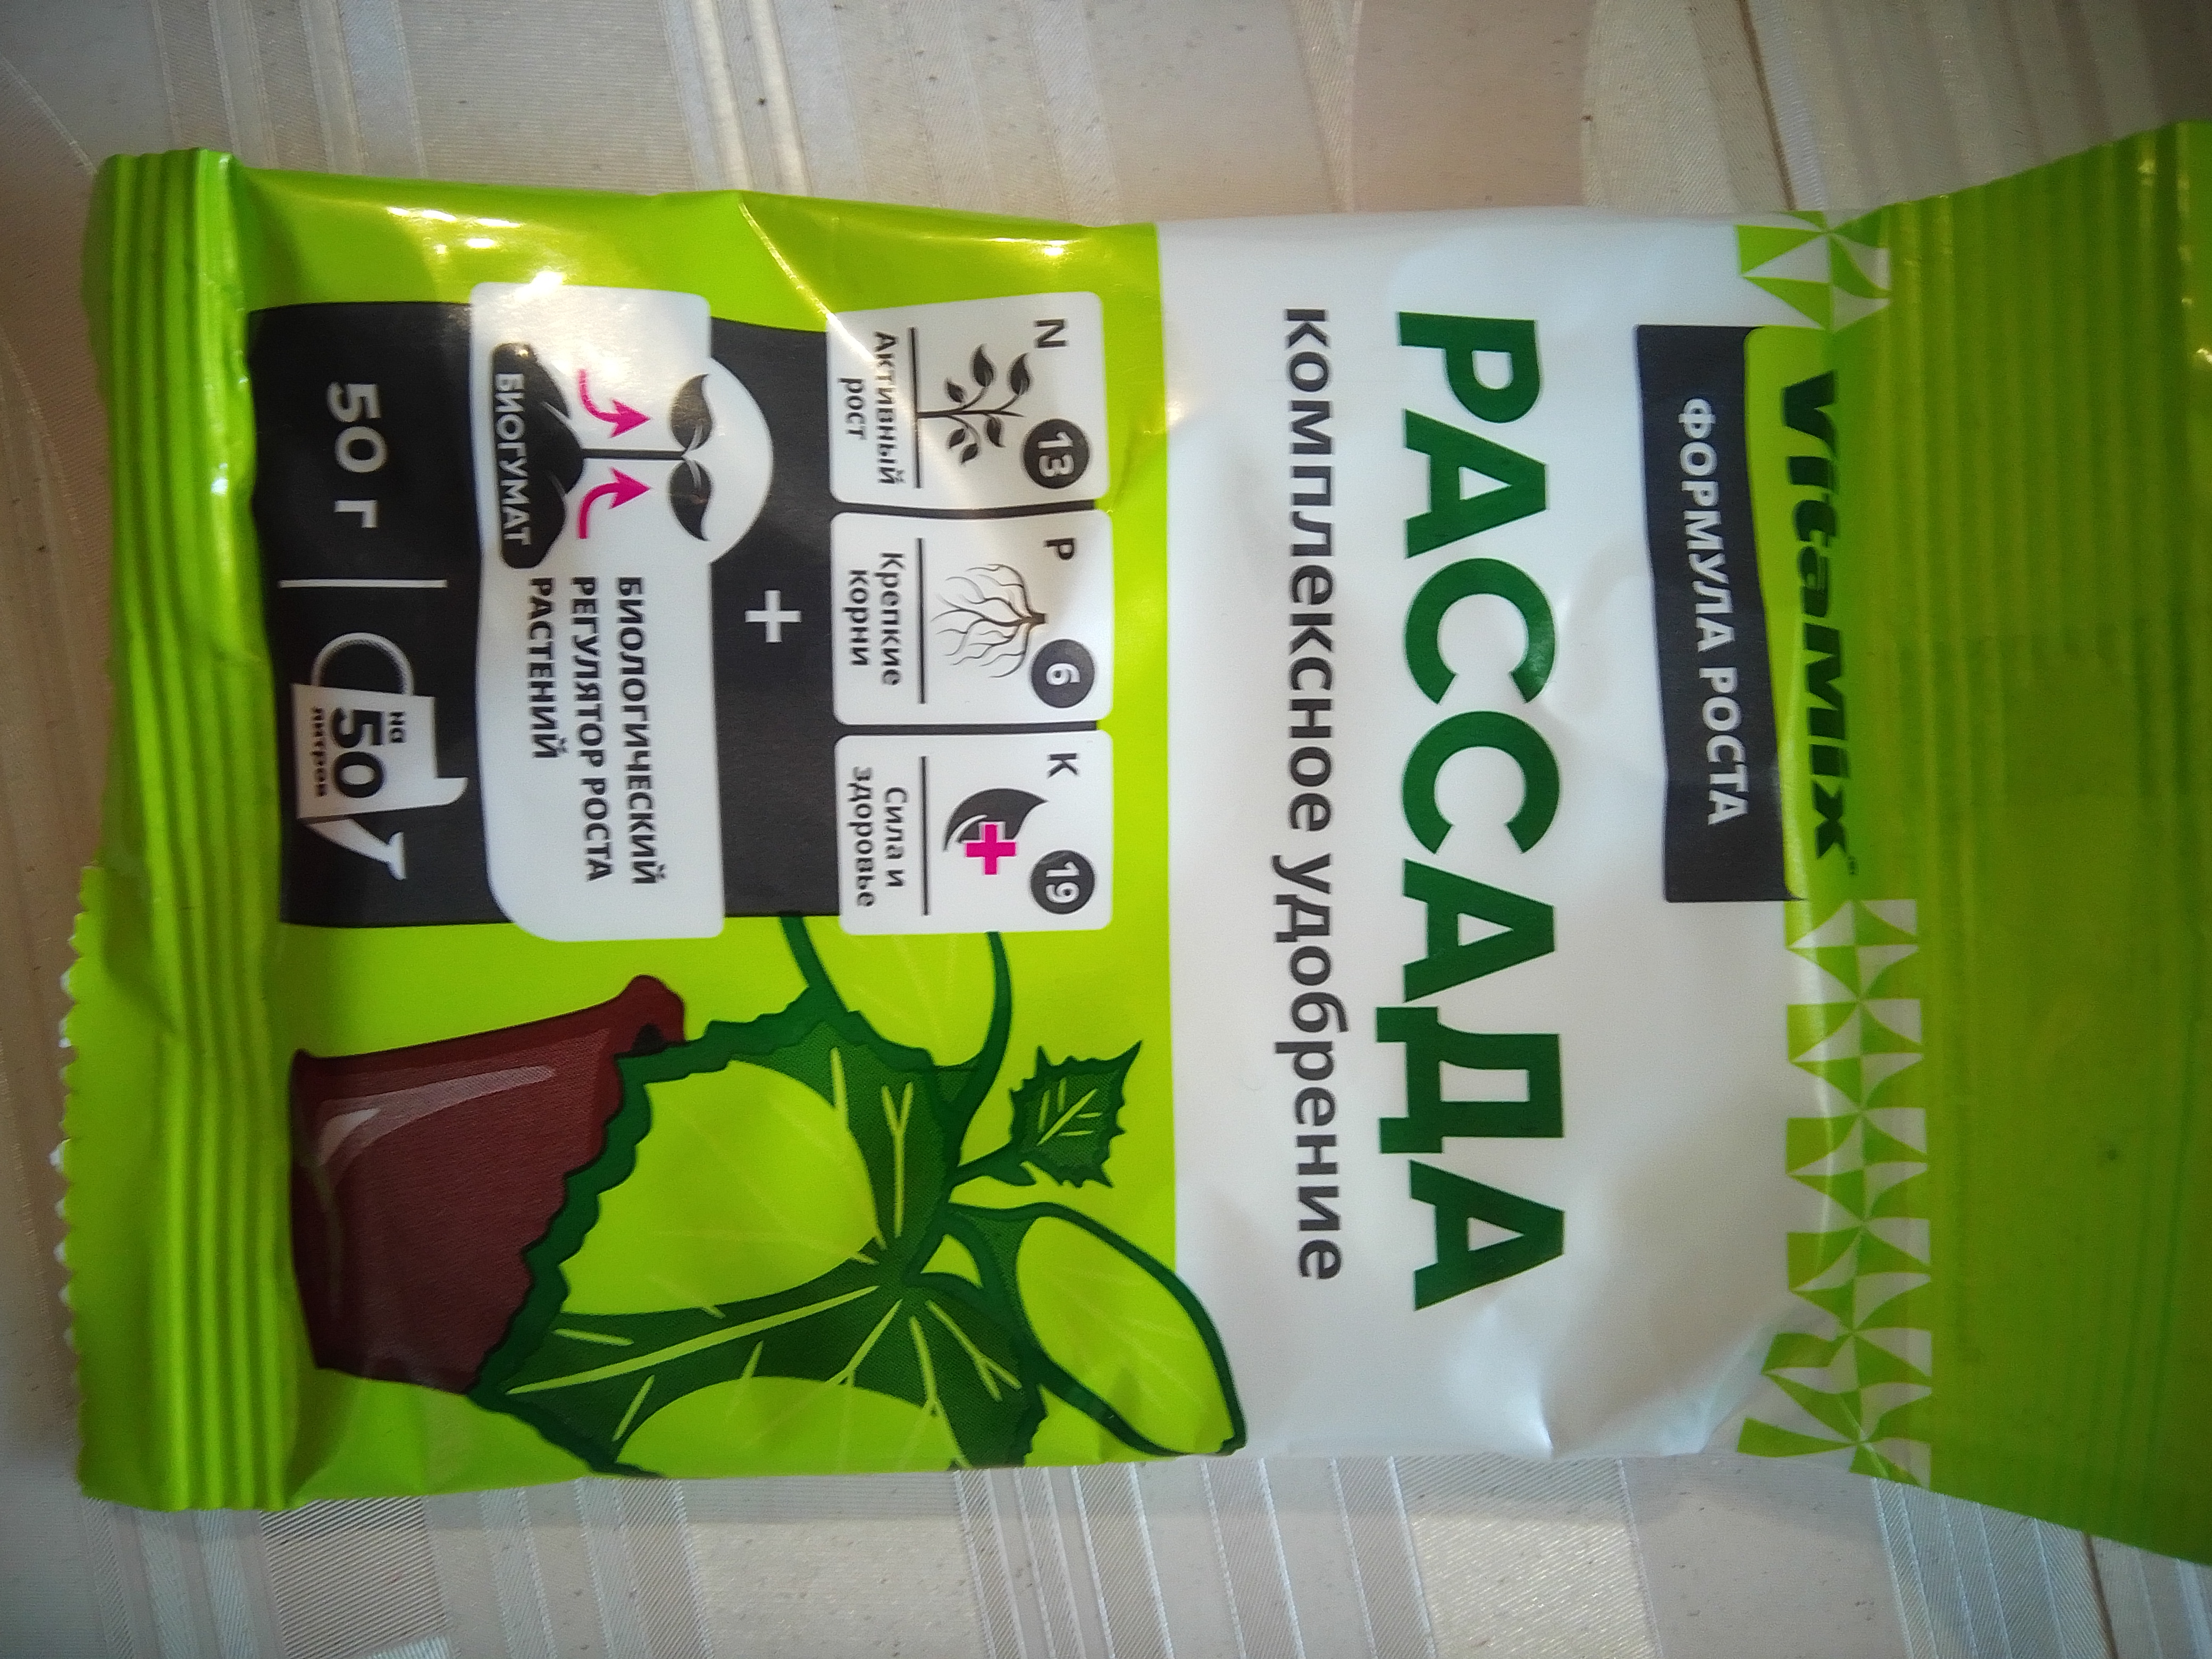 VitaMix
ФОРМУЛА РОСТА
РАССАДА
комплексное удобрение
N 13
Активный
рост
P 6
Крепкие
корни
K 19
Сила и
здоровье
+
БИОГУМАТ
БИОЛОГИЧЕСКИЙ
РЕГУЛЯТОР РОСТА
РАСТЕНИЙ
50 г
на
50
литров